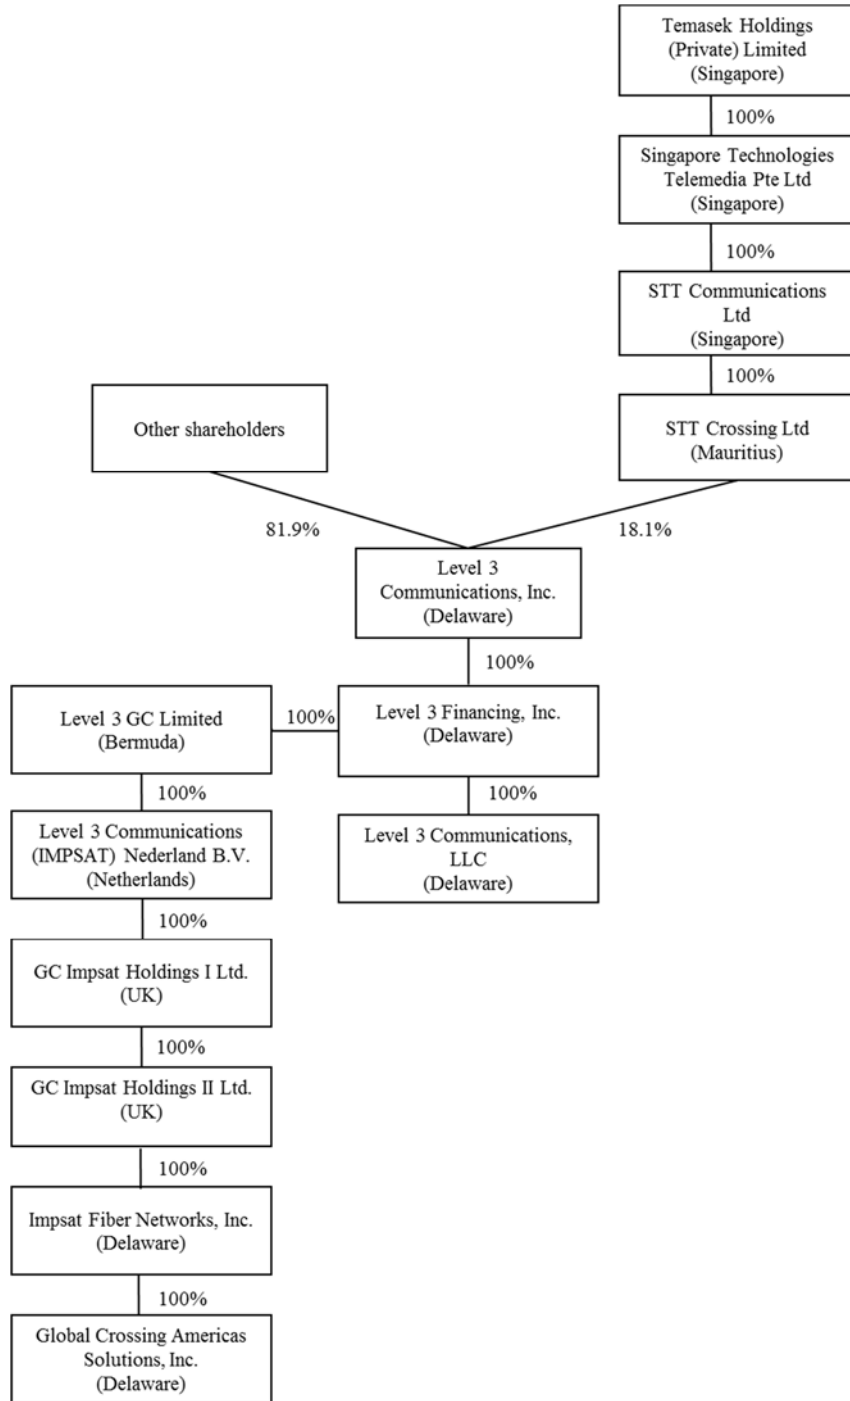 Temasek Holdings
(Private) Limited
(Singapore)
100%
Singapore Technologies
Telemedia Pte Ltd
(Singapore)
100%
STT Communications
Ltd
(Singapore)
100%
Other shareholders
STT Crossing Ltd
(Mauritius)
81.9%
18.1%
Level 3
Communications, Inc.
(Delaware)
100%
Level 3 GC Limited
(Bermuda)
100%
Level 3 Financing, Inc.
(Delaware)
100%
100%
Level 3 Communications
(IMPSAT) Nederland B.V.
(Netherlands)
Level 3 Communications,
LLC
(Delaware)
100%
GC Impsat Holdings I Ltd.
(UK)
100%
GC Impsat Holdings II Ltd.
(UK)
100%
Impsat Fiber Networks, Inc.
(Delaware)
100%
Global Crossing Americas
Solutions, Inc.
(Delaware)